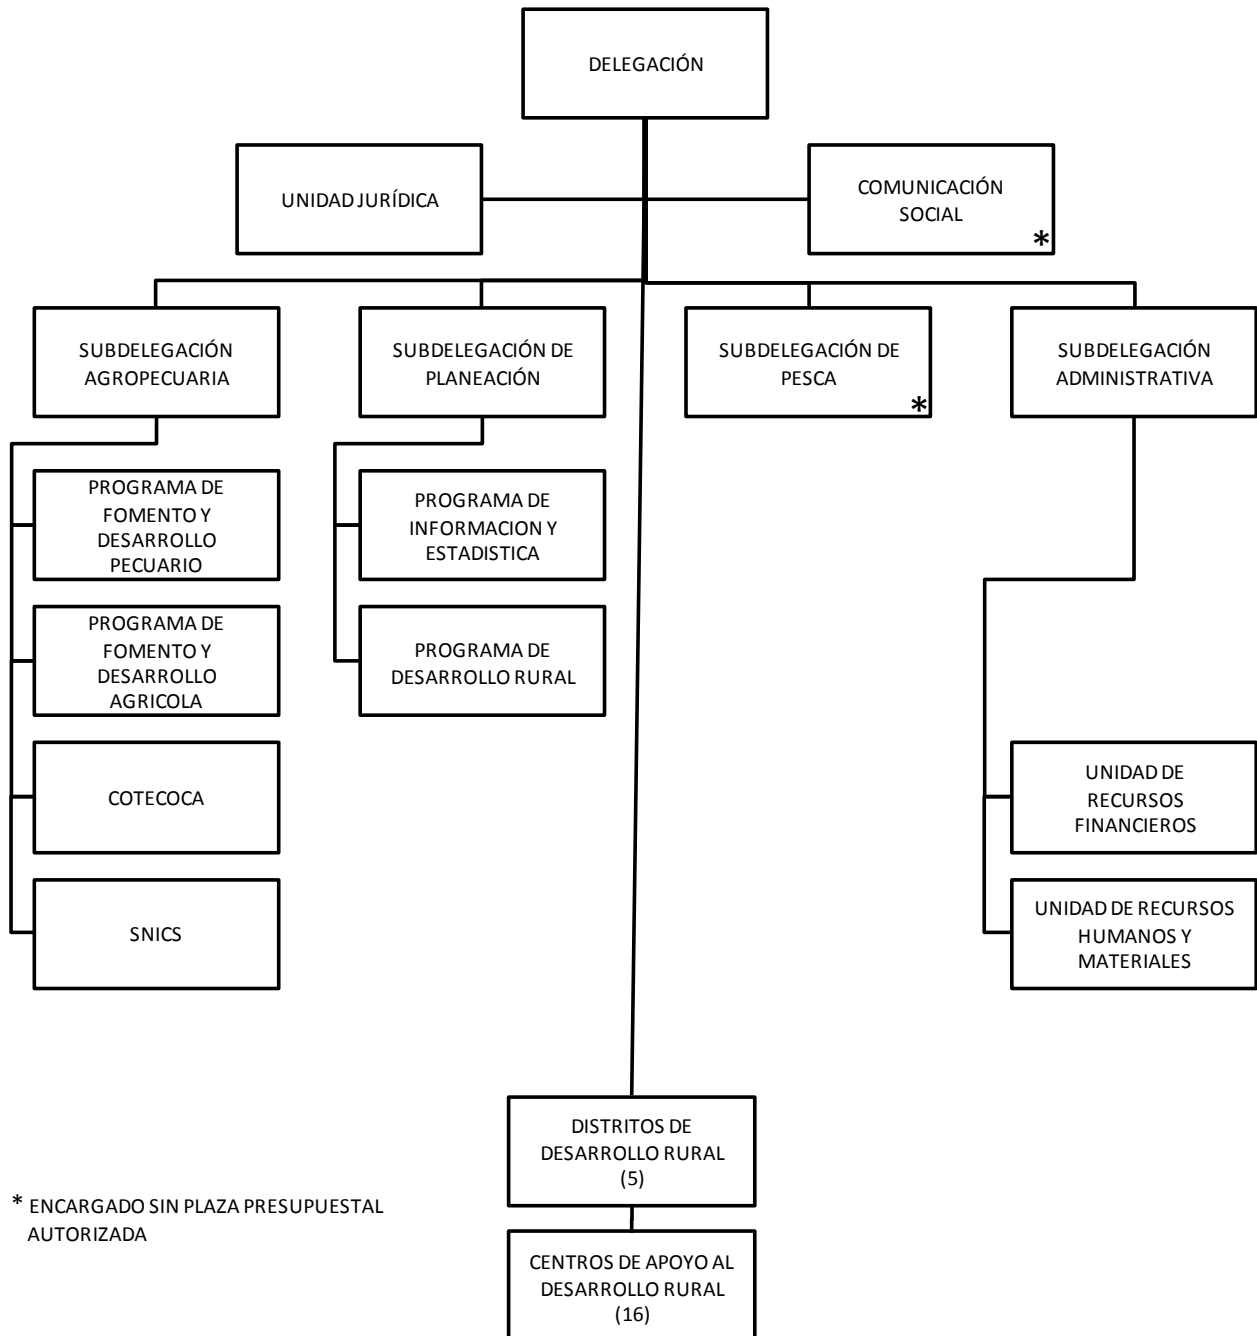 DELEGACIÓN
UNIDAD JURÍDICA
COMUNICACIÓN
SOCIAL
*
SUBDELEGACIÓN
AGROPECUARIA
SUBDELEGACIÓN DE
PLANEACIÓN
SUBDELEGACIÓN DE
PESCA
*
SUBDELEGACIÓN
ADMINISTRATIVA
PROGRAMA DE
FOMENTO Y
DESARROLLO
PECUARIO
PROGRAMA DE
INFORMACION Y
ESTADISTICA
PROGRAMA DE
FOMENTO Y
DESARROLLO
AGRICOLA
PROGRAMA DE
DESARROLLO RURAL
COTECOCA
UNIDAD DE
RECURSOS
FINANCIEROS
SNICS
UNIDAD DE RECURSOS
HUMANOS Y
MATERIALES
DISTRITOS DE
DESARROLLO RURAL
(5)
* ENCARGADO SIN PLAZA PRESUPUESTAL
AUTORIZADA
CENTROS DE APOYO AL
DESARROLLO RURAL
(16)